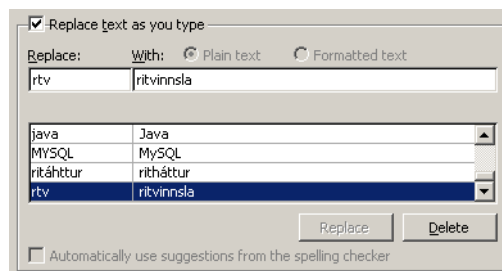 Replace text as you type
Replace: With: Plain text Formatted text
rtv ritvinnsla
java Java
MYSQL MySQL
ritáhttur ritháttur
rtv ritvinnsla
Replace Delete
Automatically use suggestions from the spelling checker